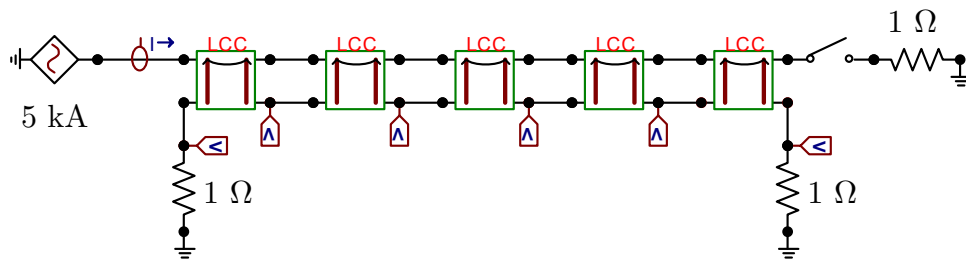 1 Ω
I→
LCC LCC LCC LCC LCC
5 kA
V V V V
V V
1 Ω 1 Ω